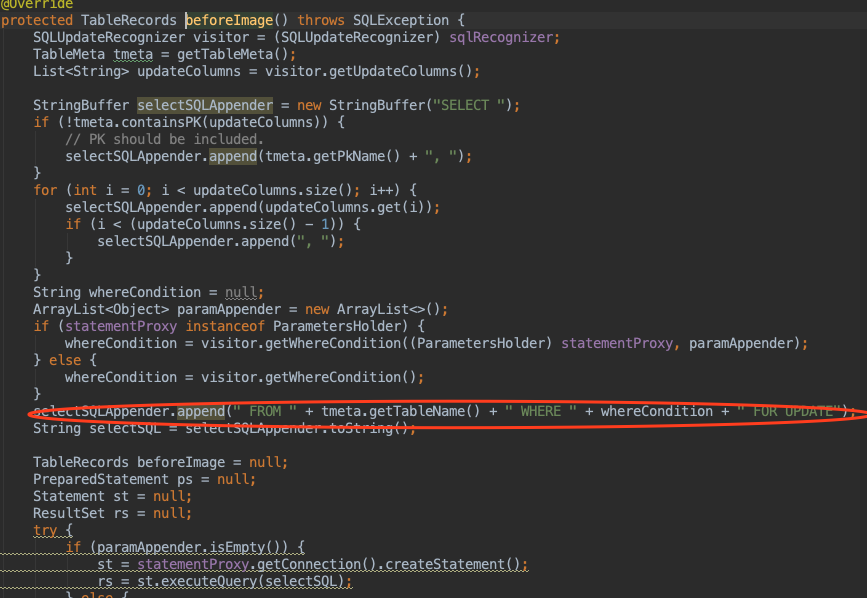 @Override
protected TableRecords beforeImage() throws SQLException {
    SQLUpdateRecognizer visitor = (SQLUpdateRecognizer) sqlRecognizer;
    TableMeta tmeta = getTableMeta();
    List<String> updateColumns = visitor.getUpdateColumns();

    StringBuffer selectSQLAppender = new StringBuffer("SELECT ");
    if (!tmeta.containsPK(updateColumns)) {
        // PK should be included.
        selectSQLAppender.append(tmeta.getPkName() + ", ");
    }
    for (int i = 0; i < updateColumns.size(); i++) {
        selectSQLAppender.append(updateColumns.get(i));
        if (i < (updateColumns.size() - 1)) {
            selectSQLAppender.append(", ");
        }
    }
    String whereCondition = null;
    ArrayList<Object> paramAppender = new ArrayList<>();
    if (statementProxy instanceof ParametersHolder) {
        whereCondition = visitor.getWhereCondition((ParametersHolder) statementProxy, paramAppender);
    } else {
        whereCondition = visitor.getWhereCondition();
    }
    selectSQLAppender.append(" FROM " + tmeta.getTableName() + " WHERE " + whereCondition + " FOR UPDATE");
    String selectSQL = selectSQLAppender.toString();

    TableRecords beforeImage = null;
    PreparedStatement ps = null;
    Statement st = null;
    ResultSet rs = null;
    try {
        if (paramAppender.isEmpty()) {
            st = statementProxy.getConnection().createStatement();
            rs = st.executeQuery(selectSQL);
        } else {